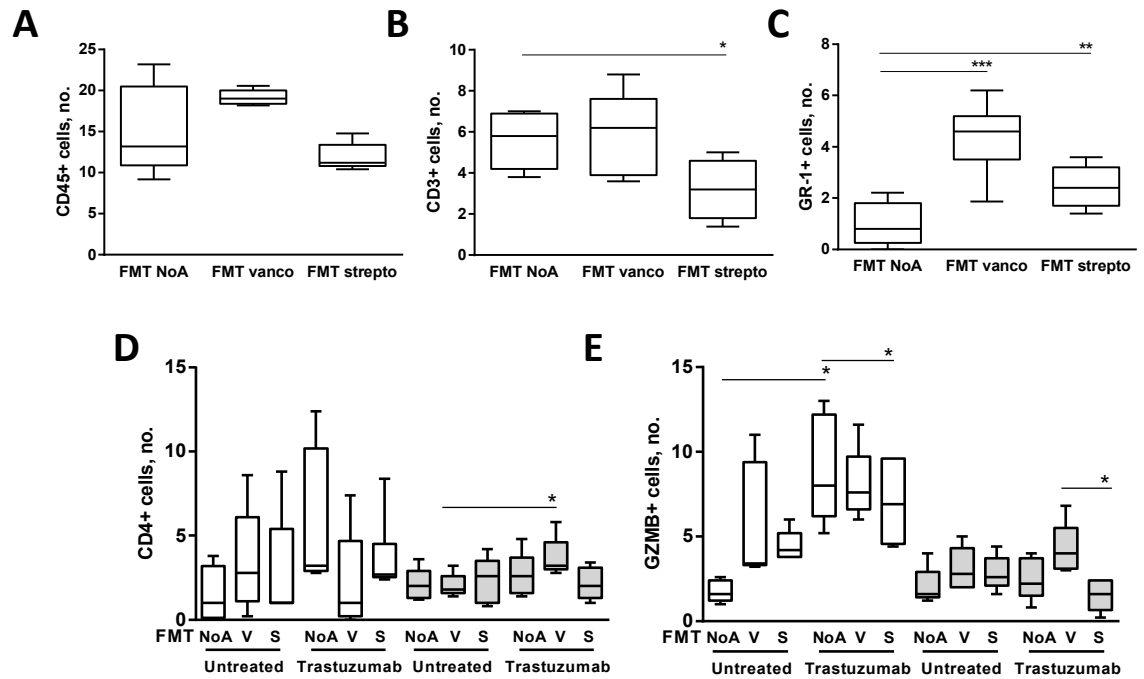 A
CD45+ cells, no.
25
20
15
10
5
0
FMT NoA FMT vanco FMT strepto
B
CD3+ cells, no.
10
8
6
4
2
0
*
FMT NoA FMT vanco FMT strepto
C
GR-1+ cells, no.
8
6
4
2
0
**
***
FMT NoA FMT vanco FMT strepto
D
CD4+ cells, no.
15
10
5
0
*
FMT NoA V S NoA V S NoA V S NoA V S
Untreated Trastuzumab Untreated Trastuzumab
E
GZMB+ cells, no.
15
10
5
0
*
*
*
FMT NoA V S NoA V S NoA V S NoA V S
Untreated Trastuzumab Untreated Trastuzumab